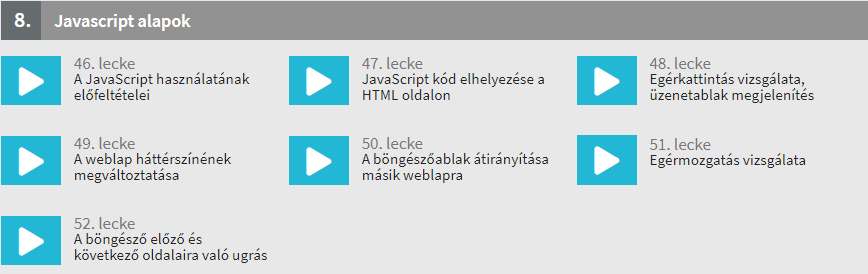 8. Javascript alapok
46. lecke
A JavaScript használatának
előfeltételei
47. lecke
JavaScript kód elhelyezése a
HTML oldalon
48. lecke
Egérkattintás vizsgálata,
üzenetablak megjelenítés
49. lecke
A weblap háttérszínének
megváltoztatása
50. lecke
A böngészőablak átirányítása
másik weblapra
51. lecke
Egérmozgatás vizsgálata
52. lecke
A böngésző előző és
következő oldalaira való ugrás